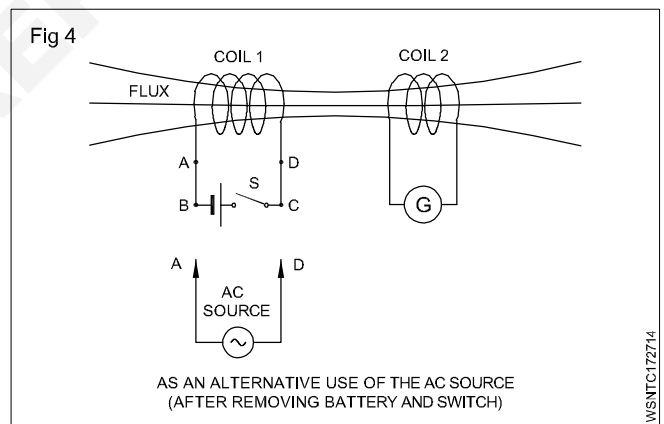 Fig 4
COIL 1
COIL 2
FLUX
A
D
S
B
C
G
A
D
AC
SOURCE
AS AN ALTERNATIVE USE OF THE AC SOURCE
(AFTER REMOVING BATTERY AND SWITCH)
WSNTC172714